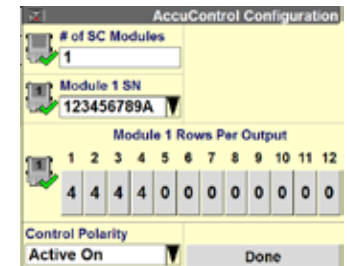 AccuControl Configuration
# of SC Modules
1
Module 1 SN
123456789A
Module 1 Rows Per Output
1 2 3 4 5 6 7 8 9 10 11 12
1
4 4 4 4 0 0 0 0 0 0 0 0
Control Polarity
Active On
Done